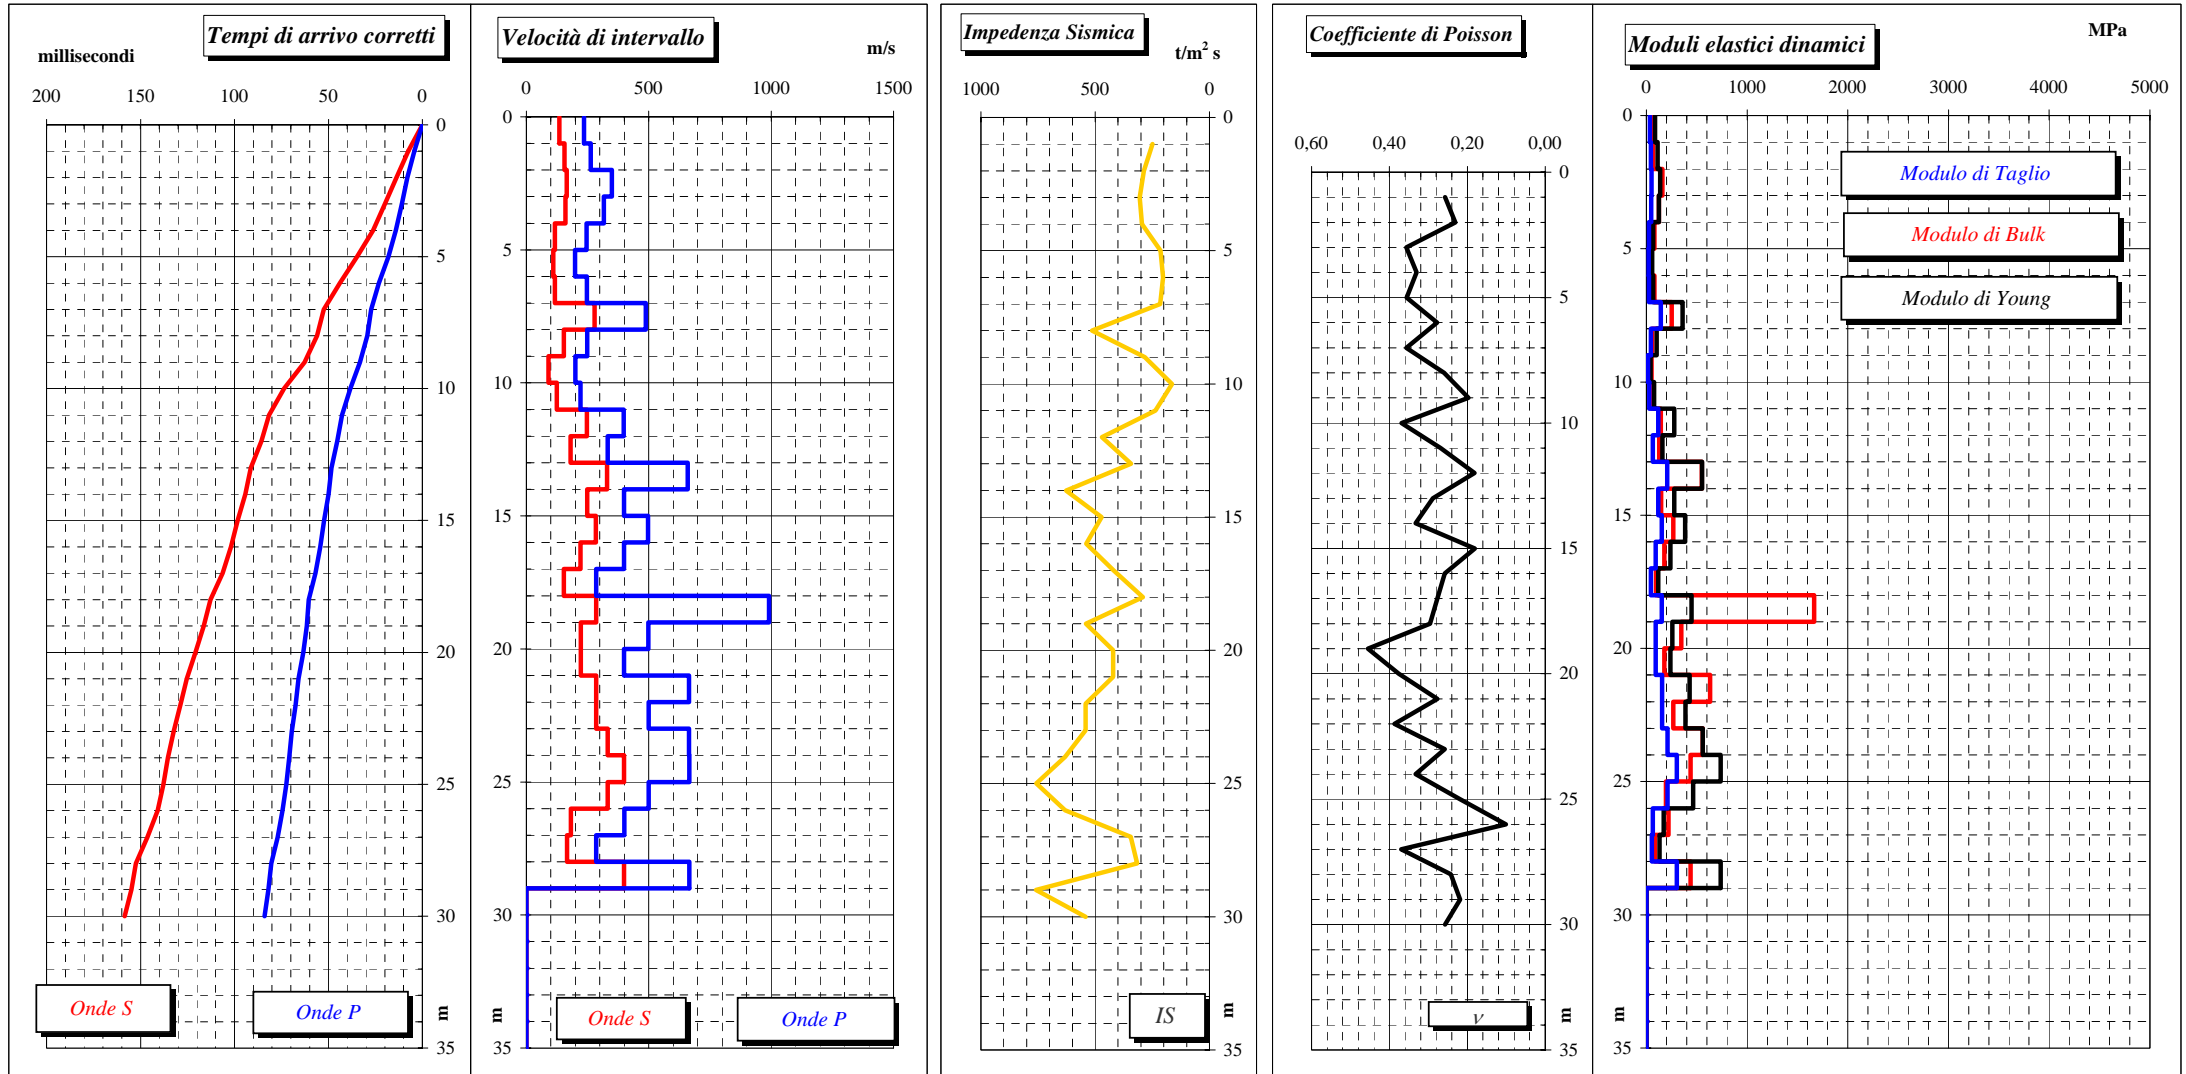 Tempi di arrivo corretti
millisecondi
200 150 100 50 0
0
5
10
15
20
25
30
35
m
Onde S
Onde P
Velocità di intervallo
m/s
0 500 1000 1500
0
5
10
15
20
25
30
35
m
Onde S
Onde P
Impedenza Sismica
t/m² s
1000 500 0
0
5
10
15
20
25
30
35
m
IS
Coefficiente di Poisson
0,60 0,40 0,20 0,00
0
5
10
15
20
25
30
35
m
ν
Moduli elastici dinamici
MPa
0 1000 2000 3000 4000 5000
0
5
10
15
20
25
30
35
m
Modulo di Taglio
Modulo di Bulk
Modulo di Young